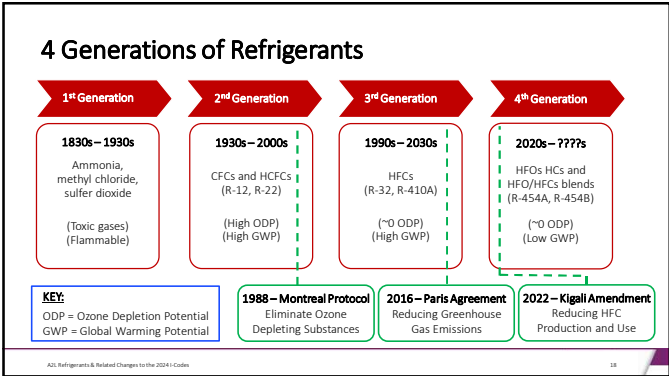 4 Generations of Refrigerants
1st Generation
2nd Generation
3rd Generation
4th Generation
1830s – 1930s
Ammonia,
methyl chloride,
sulfer dioxide
(Toxic gases)
(Flammable)
1930s – 2000s
CFCs and HCFCs
(R-12, R-22)
(High ODP)
(High GWP)
1990s – 2030s
HFCs
(R-32, R-410A)
(~0 ODP)
(High GWP)
2020s – ????s
HFOs HCs and
HFO/HFCs blends
(R-454A, R-454B)
(~0 ODP)
(Low GWP)
KEY:
ODP = Ozone Depletion Potential
GWP = Global Warming Potential
1988 – Montreal Protocol
Eliminate Ozone
Depleting Substances
2016 – Paris Agreement
Reducing Greenhouse
Gas Emissions
2022 – Kigali Amendment
Reducing HFC
Production and Use
A2L Refrigerants & Related Changes to the 2024 I-Codes
18